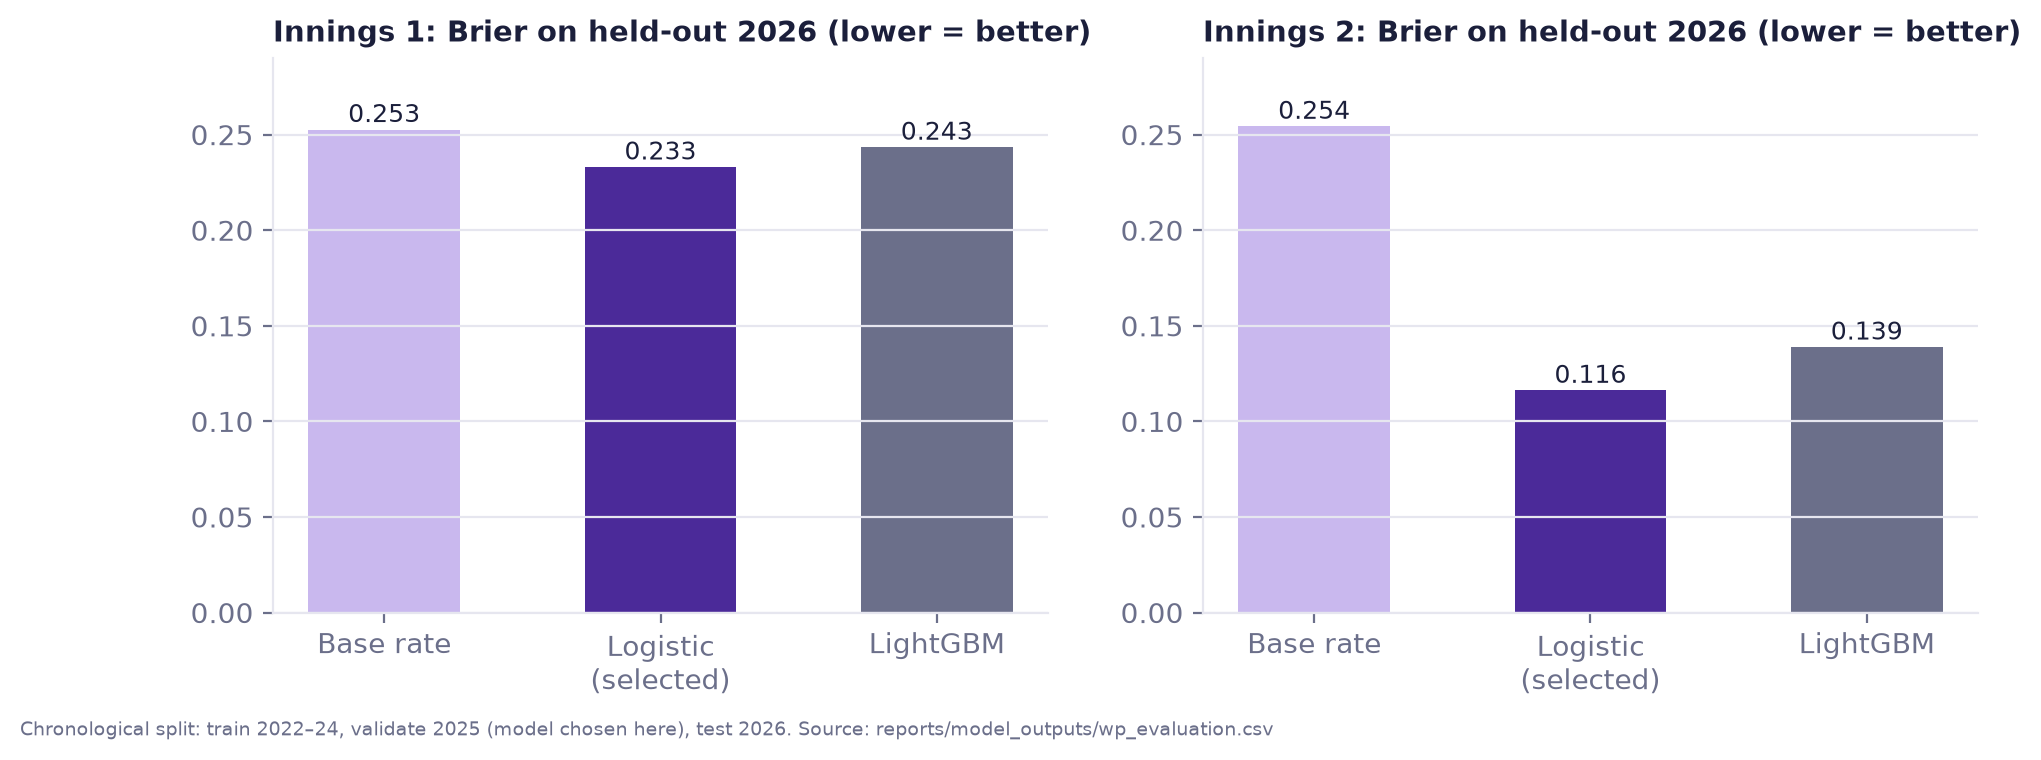 Innings 1: Brier on held-out 2026 (lower = better)
0.253
0.233
0.243
0.25
0.20
0.15
0.10
0.05
0.00
Base rate
Logistic
(selected)
LightGBM
Innings 2: Brier on held-out 2026 (lower = better)
0.254
0.116
0.139
0.25
0.20
0.15
0.10
0.05
0.00
Base rate
Logistic
(selected)
LightGBM
Chronological split: train 2022–24, validate 2025 (model chosen here), test 2026. Source: reports/model_outputs/wp_evaluation.csv